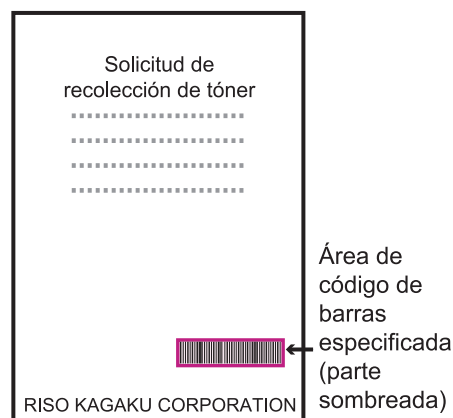 Solicitud de
recolección de tóner
Área de
código de
barras
especificada
(parte
sombreada)
RISO KAGAKU CORPORATION